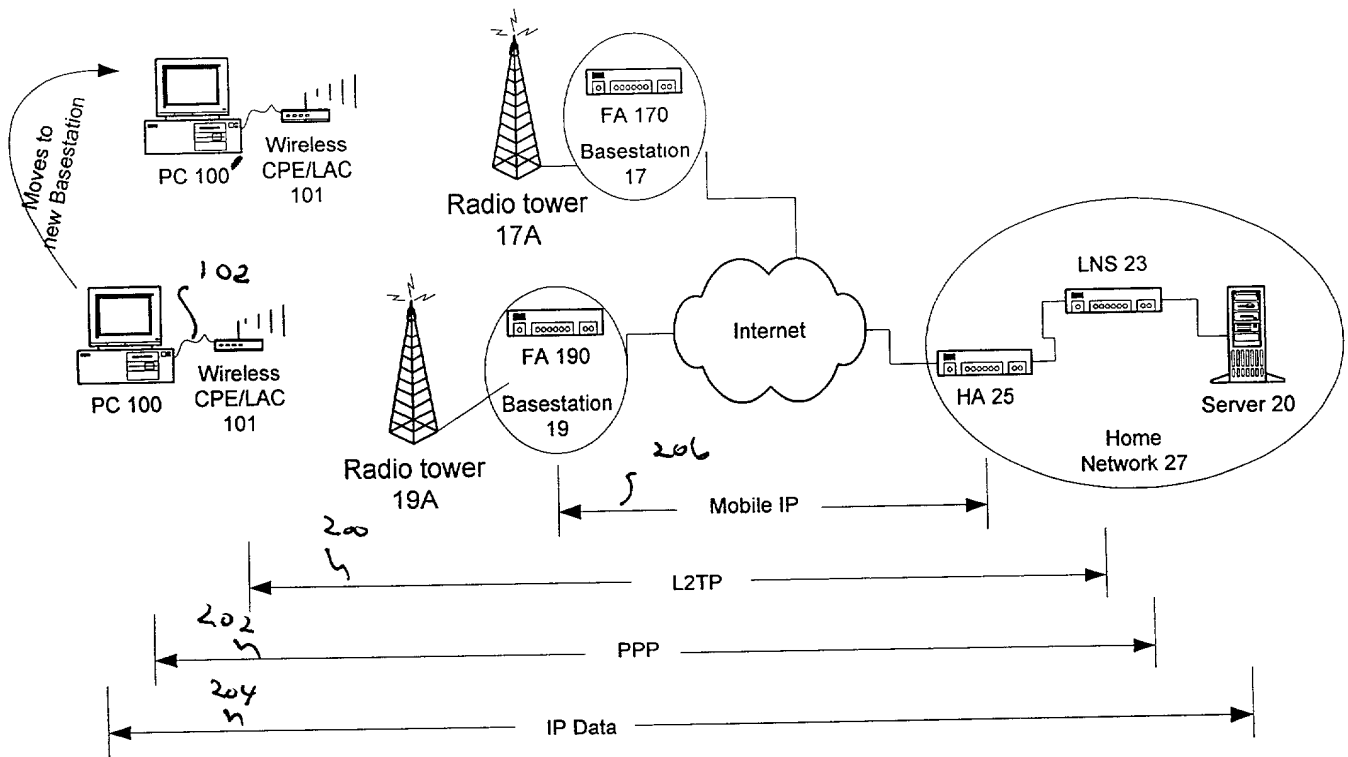 Moves to
new Basestation
PC 100'
Wireless
CPE/LAC
101
Radio tower
17A
FA 170
Basestation
17
102
PC 100
Wireless
CPE/LAC
101
Radio tower
19A
FA 190
Basestation
19
Internet
LNS 23
HA 25
Server 20
Home
Network 27
206
Mobile IP
200
L2TP
202
PPP
204
IP Data